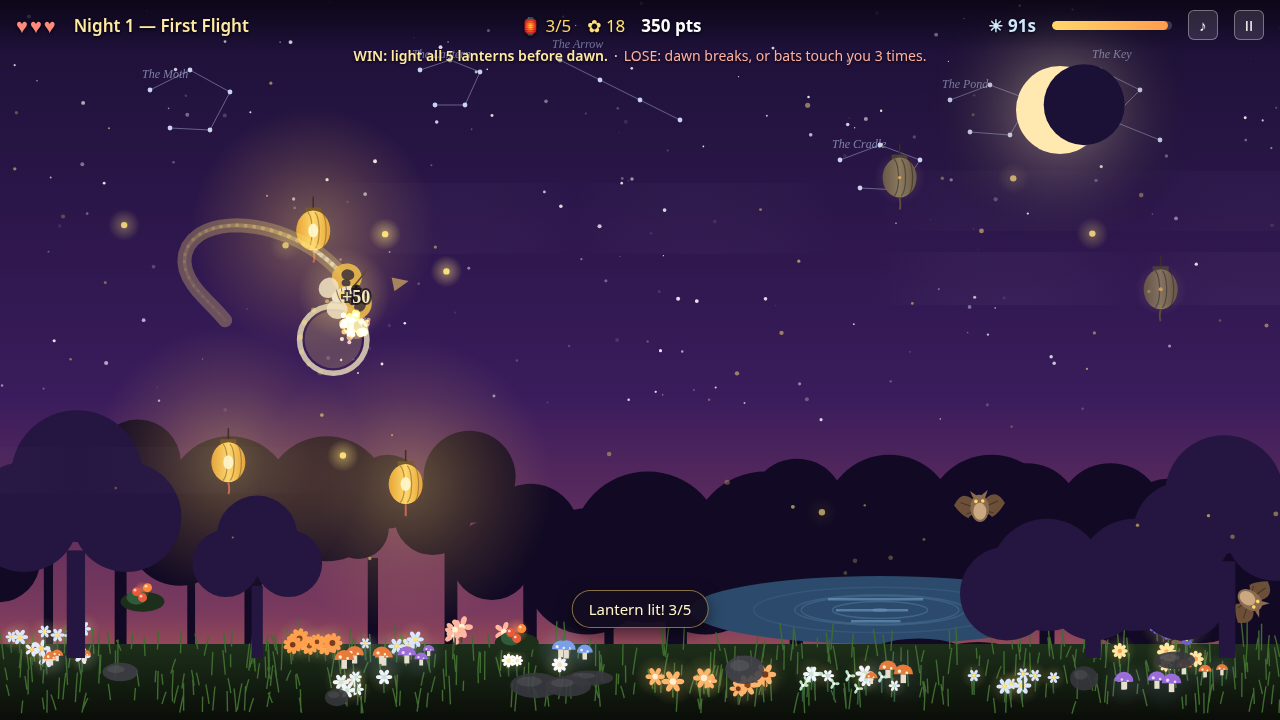 ♥♥♥ Night 1 — First Flight
3/5 · ✿ 18 350 pts
☀ 91s
♪
WIN: light all 5 lanterns before dawn. · LOSE: dawn breaks, or bats touch you 3 times.
The Moth
The Arrow
The Key
The Pond
The Cradle
+50
Lantern lit! 3/5